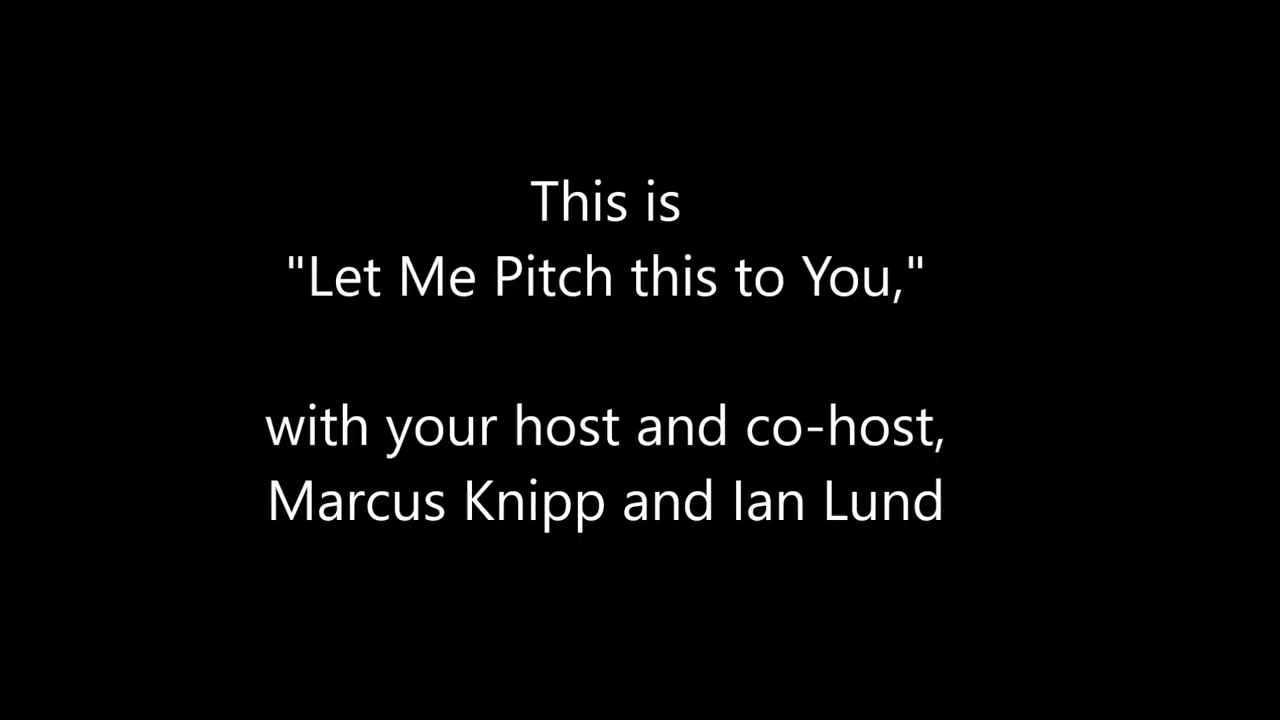 This is
"Let Me Pitch this to You,"
with your host and co-host,
Marcus Knipp and Ian Lund